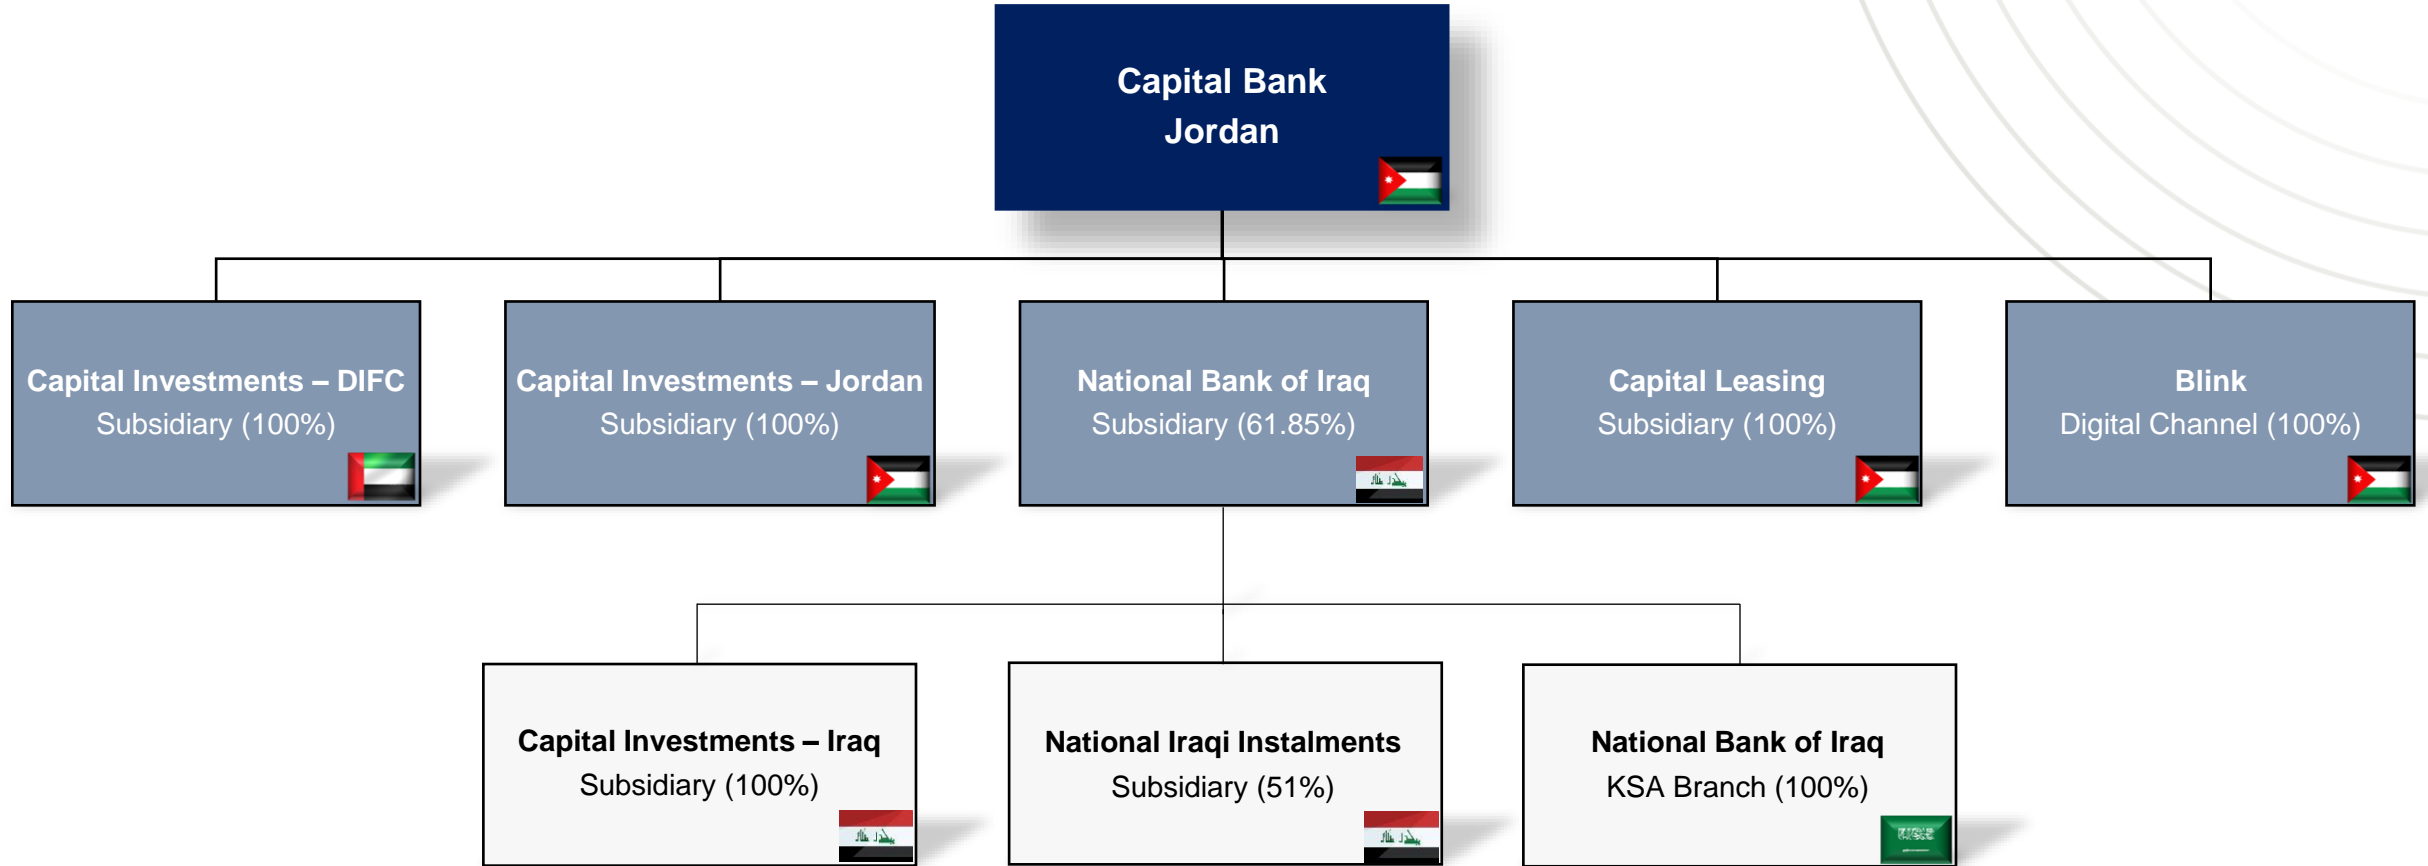 Capital Bank
Jordan
Capital Investments – DIFC
Subsidiary (100%)
Capital Investments – Jordan
Subsidiary (100%)
National Bank of Iraq
Subsidiary (61.85%)
Capital Leasing
Subsidiary (100%)
Blink
Digital Channel (100%)
Capital Investments – Iraq
Subsidiary (100%)
National Iraqi Instalments
Subsidiary (51%)
National Bank of Iraq
KSA Branch (100%)